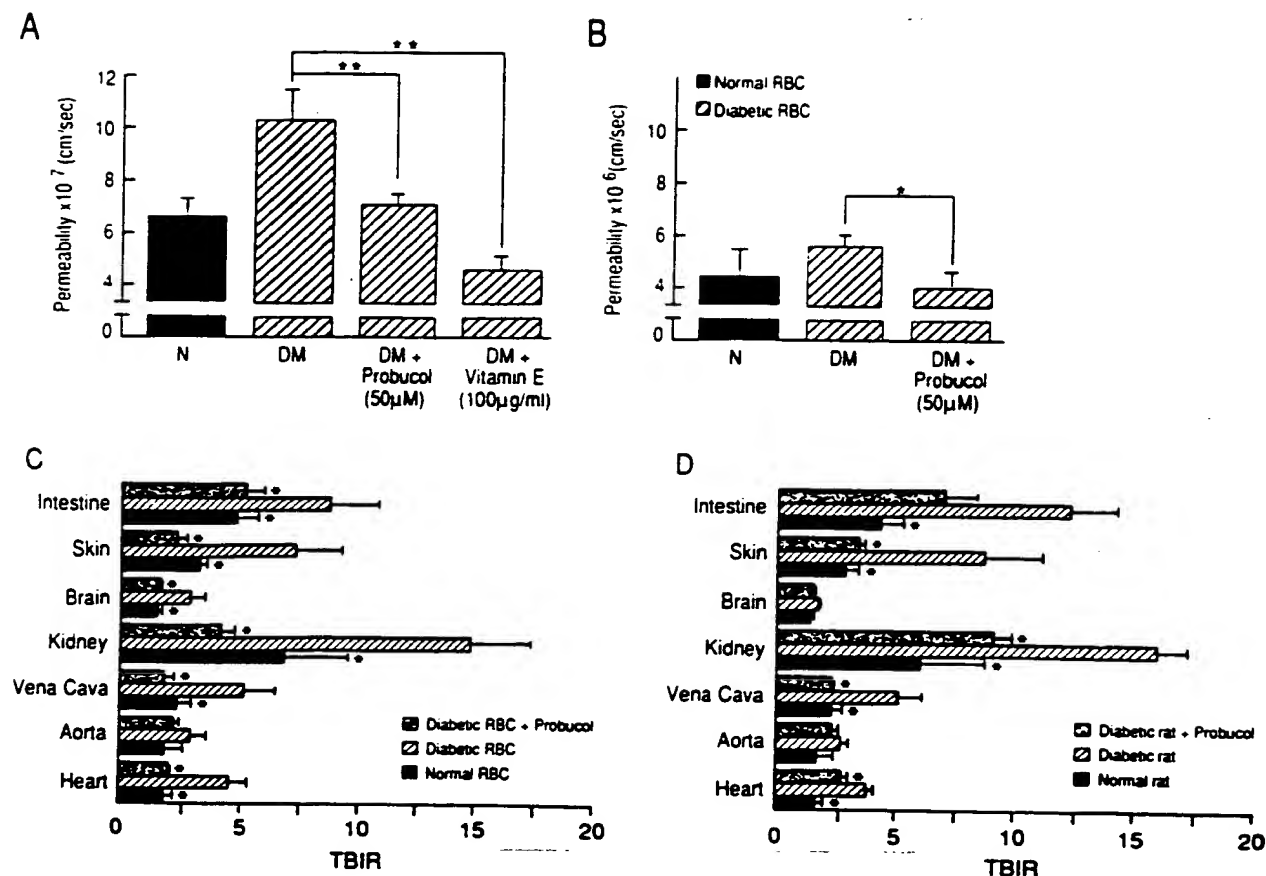 A
Permeability x10 7 (cm/sec)
12
10
8
6
4
0
**
**
N
DM
DM +
Probucol
(50µM)
DM +
Vitamin E
(100µg/ml)
B
Normal RBC
Diabetic RBC
Permeability x10 6 (cm/sec)
10
8
6
4
0
*
N
DM
DM +
Probucol
(50µM)
C
Intestine
Skin
Brain
Kidney
Vena Cava
Aorta
Heart
Diabetic RBC + Probucol
Diabetic RBC
Normal RBC
0 5 10 15 20
TBIR
D
Intestine
Skin
Brain
Kidney
Vena Cava
Aorta
Heart
Diabetic rat + Probucol
Diabetic rat
Normal rat
0 5 10 15 20
TBIR